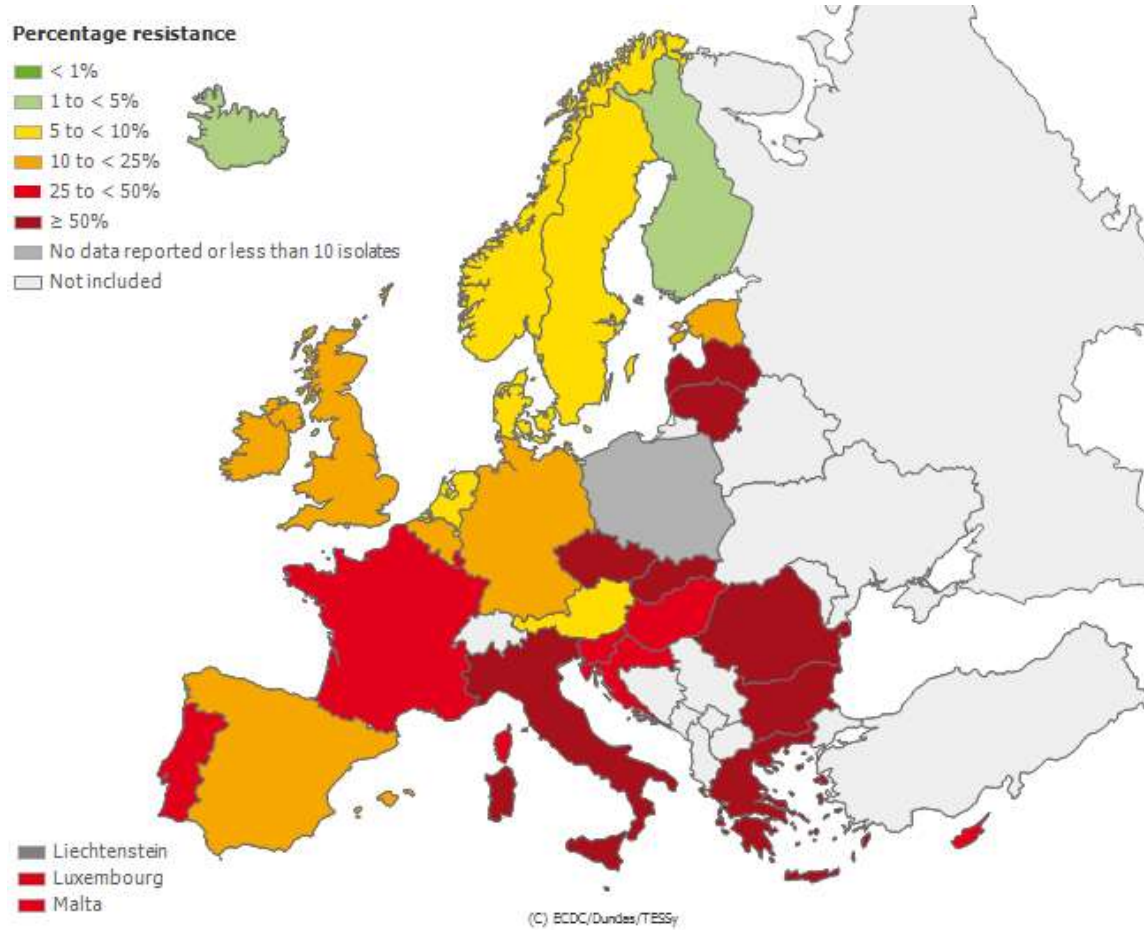 Percentage resistance
< 1%
1 to < 5%
5 to < 10%
10 to < 25%
25 to < 50%
≥ 50%
No data reported or less than 10 isolates
Not included
Liechtenstein
Luxembourg
Malta
(C) ECDC/Dundas/TESSy